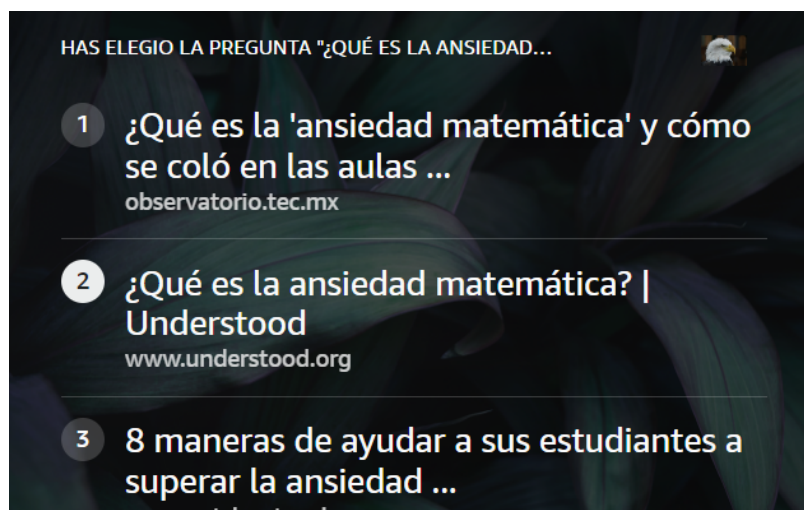 HAS ELEGIO LA PREGUNTA "¿QUÉ ES LA ANSIEDAD...
1
¿Qué es la 'ansiedad matemática' y cómo
se coló en las aulas ...
observatorio.tec.mx
2
¿Qué es la ansiedad matemática? |
Understood
www.understood.org
3
8 maneras de ayudar a sus estudiantes a
superar la ansiedad ...